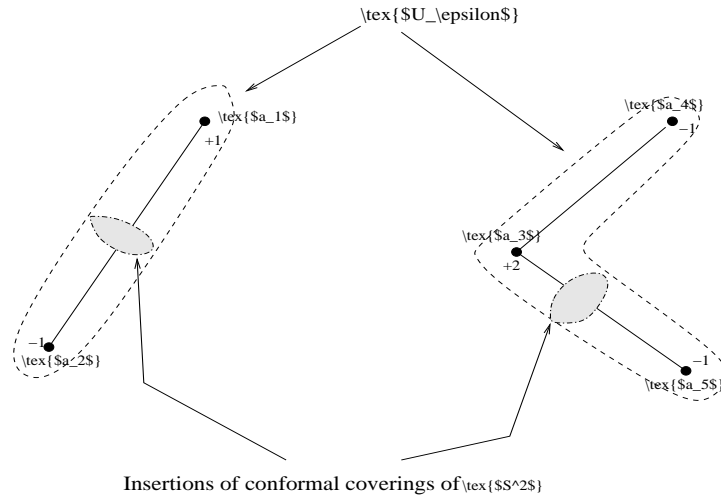 \tex{$U_\epsilon$}
\tex{$a_1$}
+1
\tex{$a_4$}
−1
\tex{$a_3$}
+2
−1
\tex{$a_2$}
−1
\tex{$a_5$}
Insertions of conformal coverings of \tex{$S^2$}